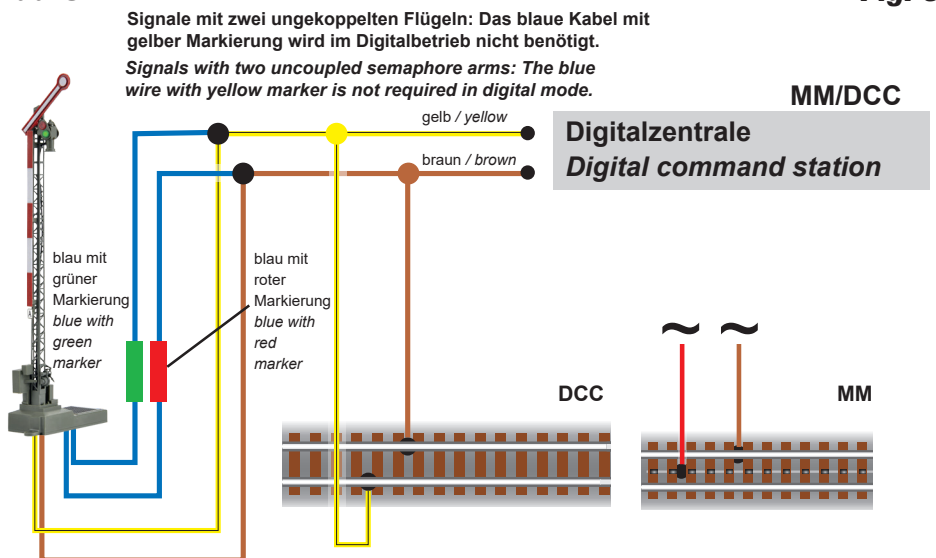 Signale mit zwei ungekoppelten Flügeln: Das blaue Kabel mit
gelber Markierung wird im Digitalbetrieb nicht benötigt.
Signals with two uncoupled semaphore arms: The blue
wire with yellow marker is not required in digital mode.
MM/DCC
gelb / yellow
Digitalzentrale
braun / brown
Digital command station
blau mit
grüner
Markierung
blue with
green
marker
blau mit
roter
Markierung
blue with
red
marker
~ ~
DCC
MM